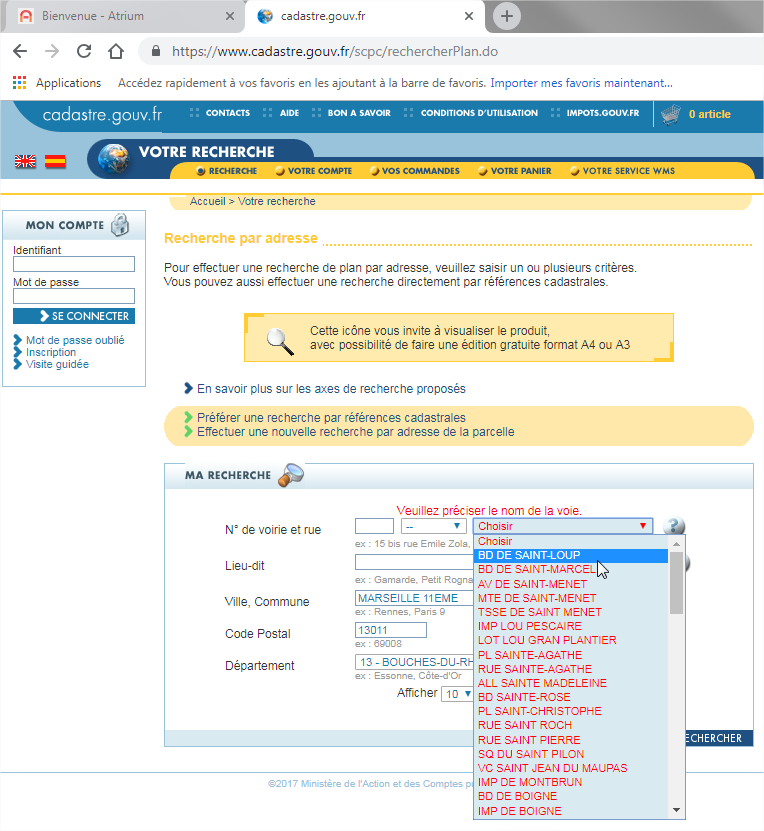 Bienvenue - Atrium
cadastre.gouv.fr
https://www.cadastre.gouv.fr/scpc/rechercherPlan.do
Applications Accédez rapidement à vos favoris en les ajoutant à la barre de favoris. Importer mes favoris maintenant...
cadastre.gouv.fr
CONTACTS AIDE BON A SAVOIR CONDITIONS D'UTILISATION IMPOTS.GOUV.FR 0 article
VOTRE RECHERCHE
RECHERCHE VOTRE COMPTE VOS COMMANDES VOTRE PANIER VOTRE SERVICE WMS
Accueil > Votre recherche
MON COMPTE
Identifiant
Mot de passe
SE CONNECTER
Mot de passe oublié
Inscription
Visite guidée
Recherche par adresse
Pour effectuer une recherche de plan par adresse, veuillez saisir un ou plusieurs critères.
Vous pouvez aussi effectuer une recherche directement par références cadastrales.
Cette icône vous invite à visualiser le produit,
avec possibilité de faire une édition gratuite format A4 ou A3
En savoir plus sur les axes de recherche proposés
Préférer une recherche par références cadastrales
Effectuer une nouvelle recherche par adresse de la parcelle
MA RECHERCHE
Veuillez préciser le nom de la voie.
N° de voirie et rue -- Choisir ?
ex : 15 bis rue Emile Zola,
Lieu-dit
ex : Gamarde, Petit Rogna
Ville, Commune MARSEILLE 11EME
ex : Rennes, Paris 9
Code Postal 13011
ex : 69008
Département 13 - BOUCHES-DU-RH
ex : Essonne, Côte-d'Or
Afficher 10
Choisir
BD DE SAINT-LOUP
BD DE SAINT-MARCEL
AV DE SAINT-MENET
MTE DE SAINT-MENET
TSSE DE SAINT MENET
IMP LOU PESCAIRE
LOT LOU GRAN PLANTIER
PL SAINTE-AGATHE
RUE SAINTE-AGATHE
ALL SAINTE MADELEINE
BD SAINTE-ROSE
PL SAINT-CHRISTOPHE
RUE SAINT ROCH
RUE SAINT PIERRE
SQ DU SAINT PILON
VC SAINT JEAN DU MAUPAS
IMP DE MONTBRUN
BD DE BOIGNE
IMP DE BOIGNE
ECHERCHER
©2017 Ministère de l'Action et des Comptes p